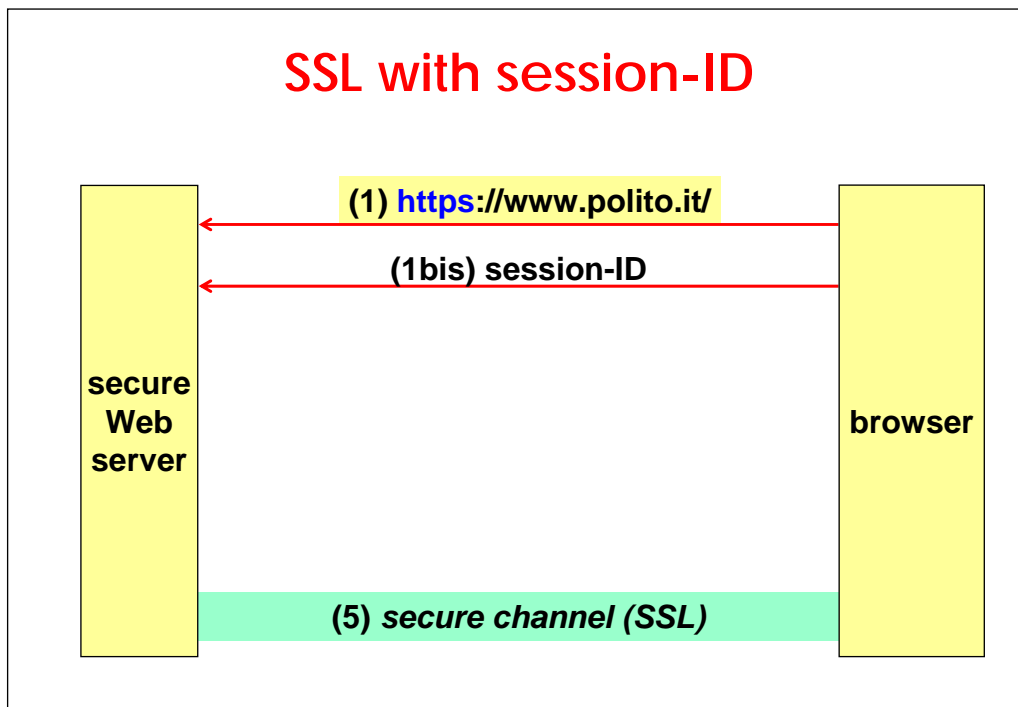 SSL with session-ID
(1) https://www.polito.it/
(1bis) session-ID
secure
Web
server
browser
(5) secure channel (SSL)